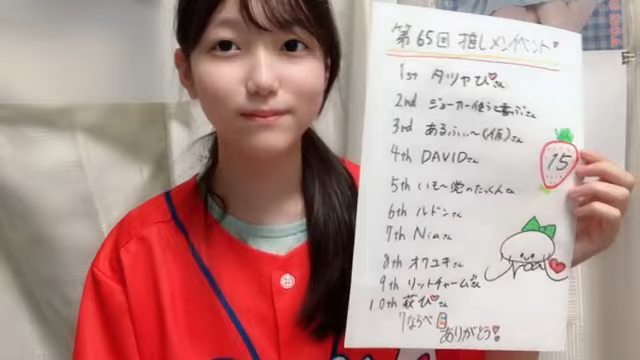 第65回 推しメンイベント
1st タツヤぴさん
2nd ジョーカー使うと書ぶさん
3rd あるふぃぃ〜(仮)さん
4th DAVIDさん
5th いも〜党のたっくんさん
6th ルドンさん
7th Niaさん
8th オクユキさん
9th リットチャームさん
10th 荻ぴさん
7ならべ
ありがとう
15